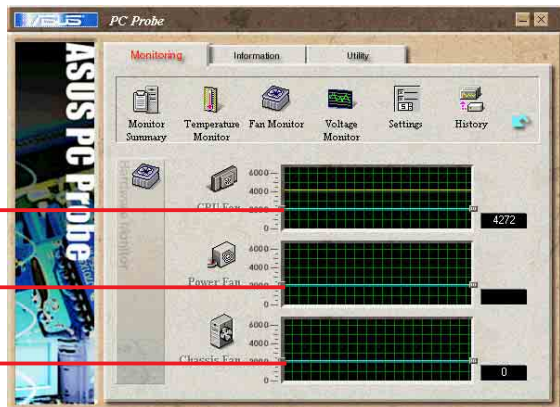 ASUS
PC Probe
ASUS PC Probe
Monitoring
Information
Utility
Monitor
Summary
Temperature
Monitor
Fan Monitor
Voltage
Monitor
Settings
History
Hardware Monitor
6000
4000
CPU Fan
2000
0
4272
6000
4000
Power Fan
2000
0
6000
4000
Chassis Fan
2000
0
0